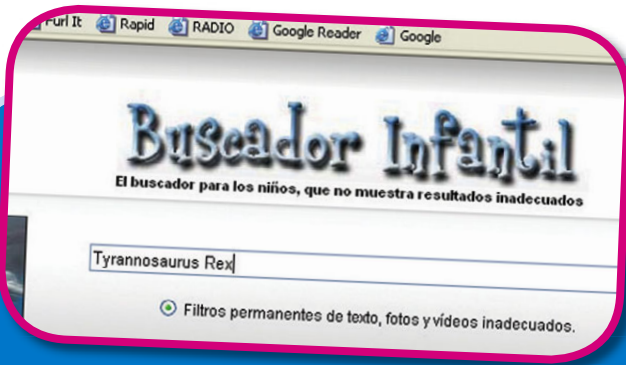 Furl It Rapid RADIO Google Reader Google
Buscador Infantil
El buscador para los niños, que no muestra resultados inadecuados
Tyrannosaurus Rex
Filtros permanentes de texto, fotos y vídeos inadecuados.